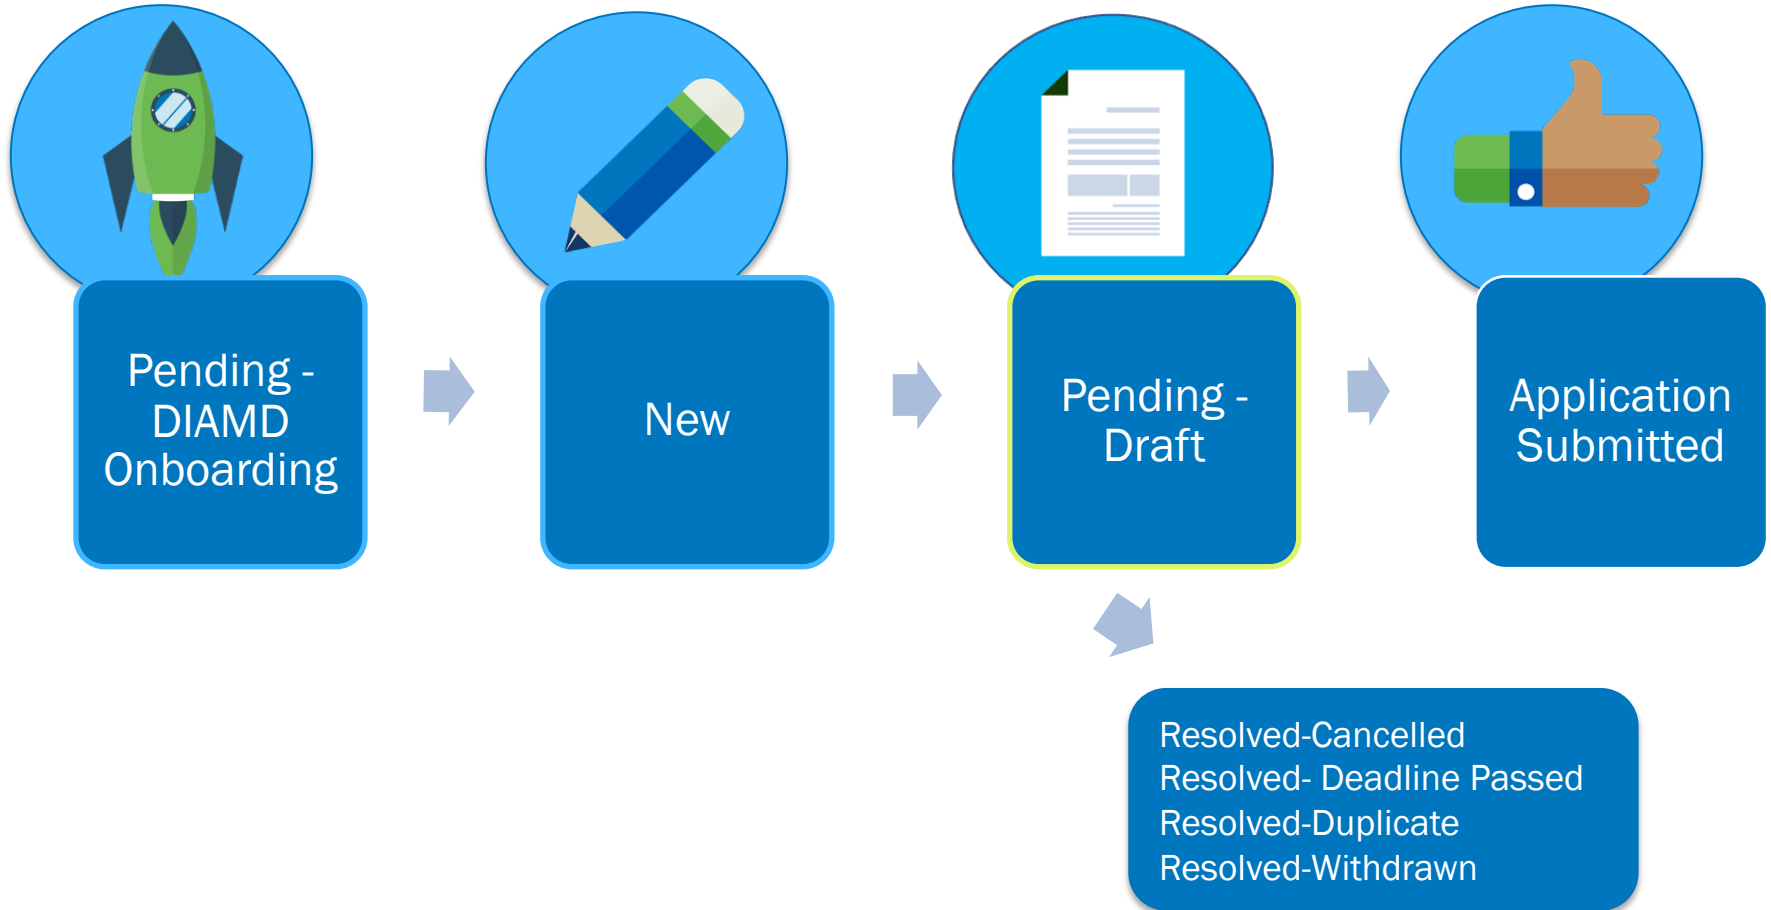 Pending -
DIAMD
Onboarding
New
Pending -
Draft
Application
Submitted
Resolved-Cancelled
Resolved- Deadline Passed
Resolved-Duplicate
Resolved-Withdrawn